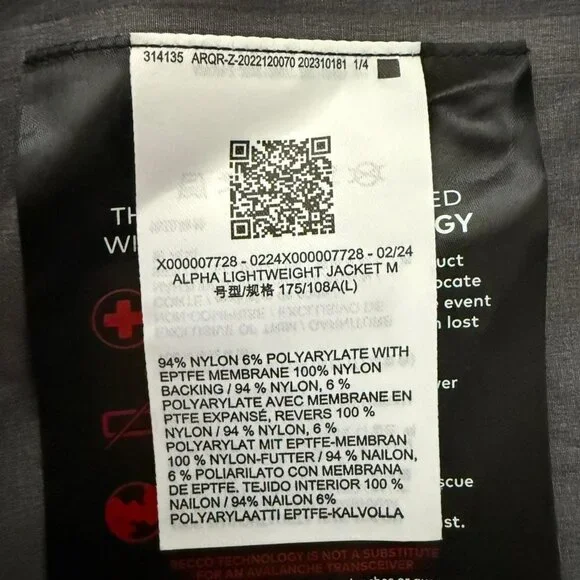 314135 ARQR-Z-2022120070 202310181 1/4
X000007728 - 0224X000007728 - 02/24
ALPHA LIGHTWEIGHT JACKET M
号型/规格 175/108A(L)
94% NYLON 6% POLYARYLATE WITH
EPTFE MEMBRANE 100% NYLON
BACKING / 94 % NYLON, 6 %
POLYARYLATE AVEC MEMBRANE EN
PTFE EXPANSÉ, REVERS 100 %
NYLON / 94 % NYLON, 6 %
POLYARYLAT MIT EPTFE-MEMBRAN
100 % NYLON-FUTTER / 94 % NAILON,
6 % POLIARILATO CON MEMBRANA
DE EPTFE. TEJIDO INTERIOR 100 %
NAILON / 94% NAILON 6%
POLYARYLAATTI EPTFE-KALVOLLA
TH ED
WI GY
uct
ocate
event
lost
ver
scue
st.
RECCO TECHNOLOGY IS NOT A SUBSTITUTE
FOR AN AVALANCHE TRANSCEIVER